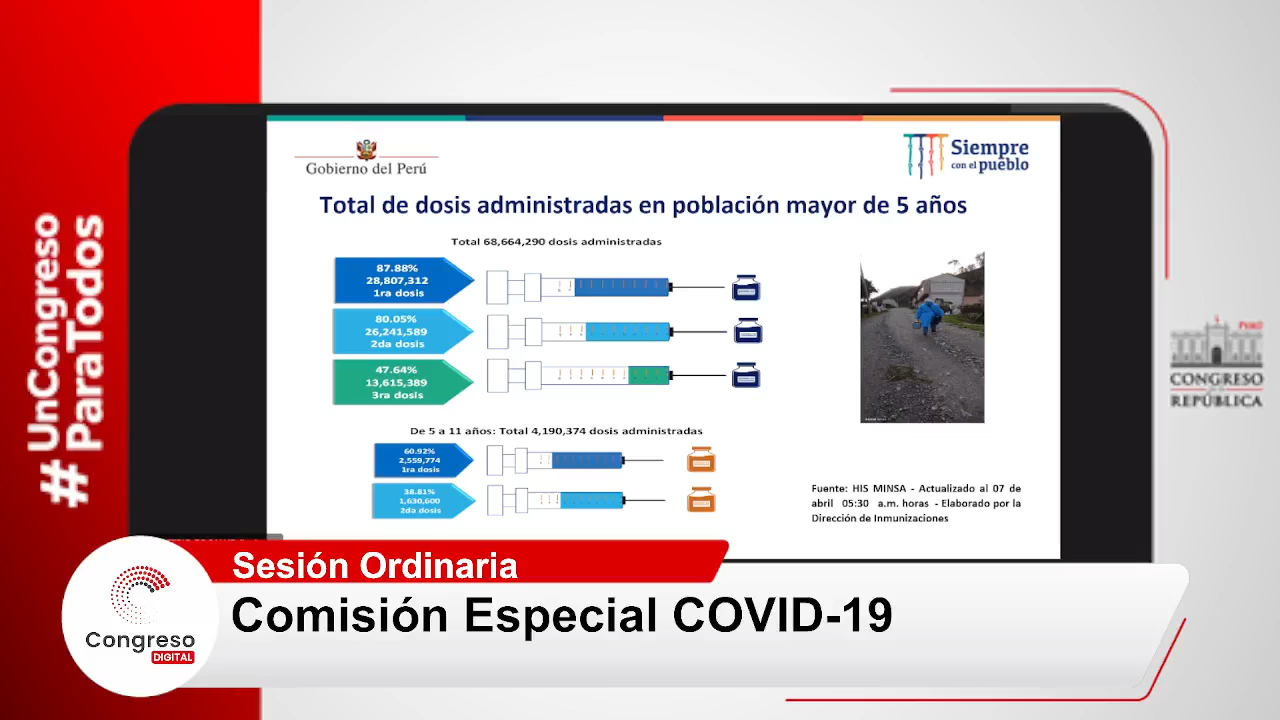 #UnCongreso
ParaTodos
Gobierno del Perú
Siempre
con el pueblo
Total de dosis administradas en población mayor de 5 años
Total 68,664,290 dosis administradas
87.88%
28,807,312
1ra dosis
80.05%
26,241,589
2da dosis
47.64%
13,615,389
3ra dosis
De 5 a 11 años: Total 4,190,374 dosis administradas
60.92%
2,559,774
1ra dosis
38.81%
1,630,600
2da dosis
Fuente: HIS MINSA - Actualizado al 07 de
abril 05:30 a.m. horas - Elaborado por la
Dirección de Inmunizaciones
PERÚ
CONGRESO
REPÚBLICA
Sesión Ordinaria
Comisión Especial COVID-19
Congreso
DIGITAL